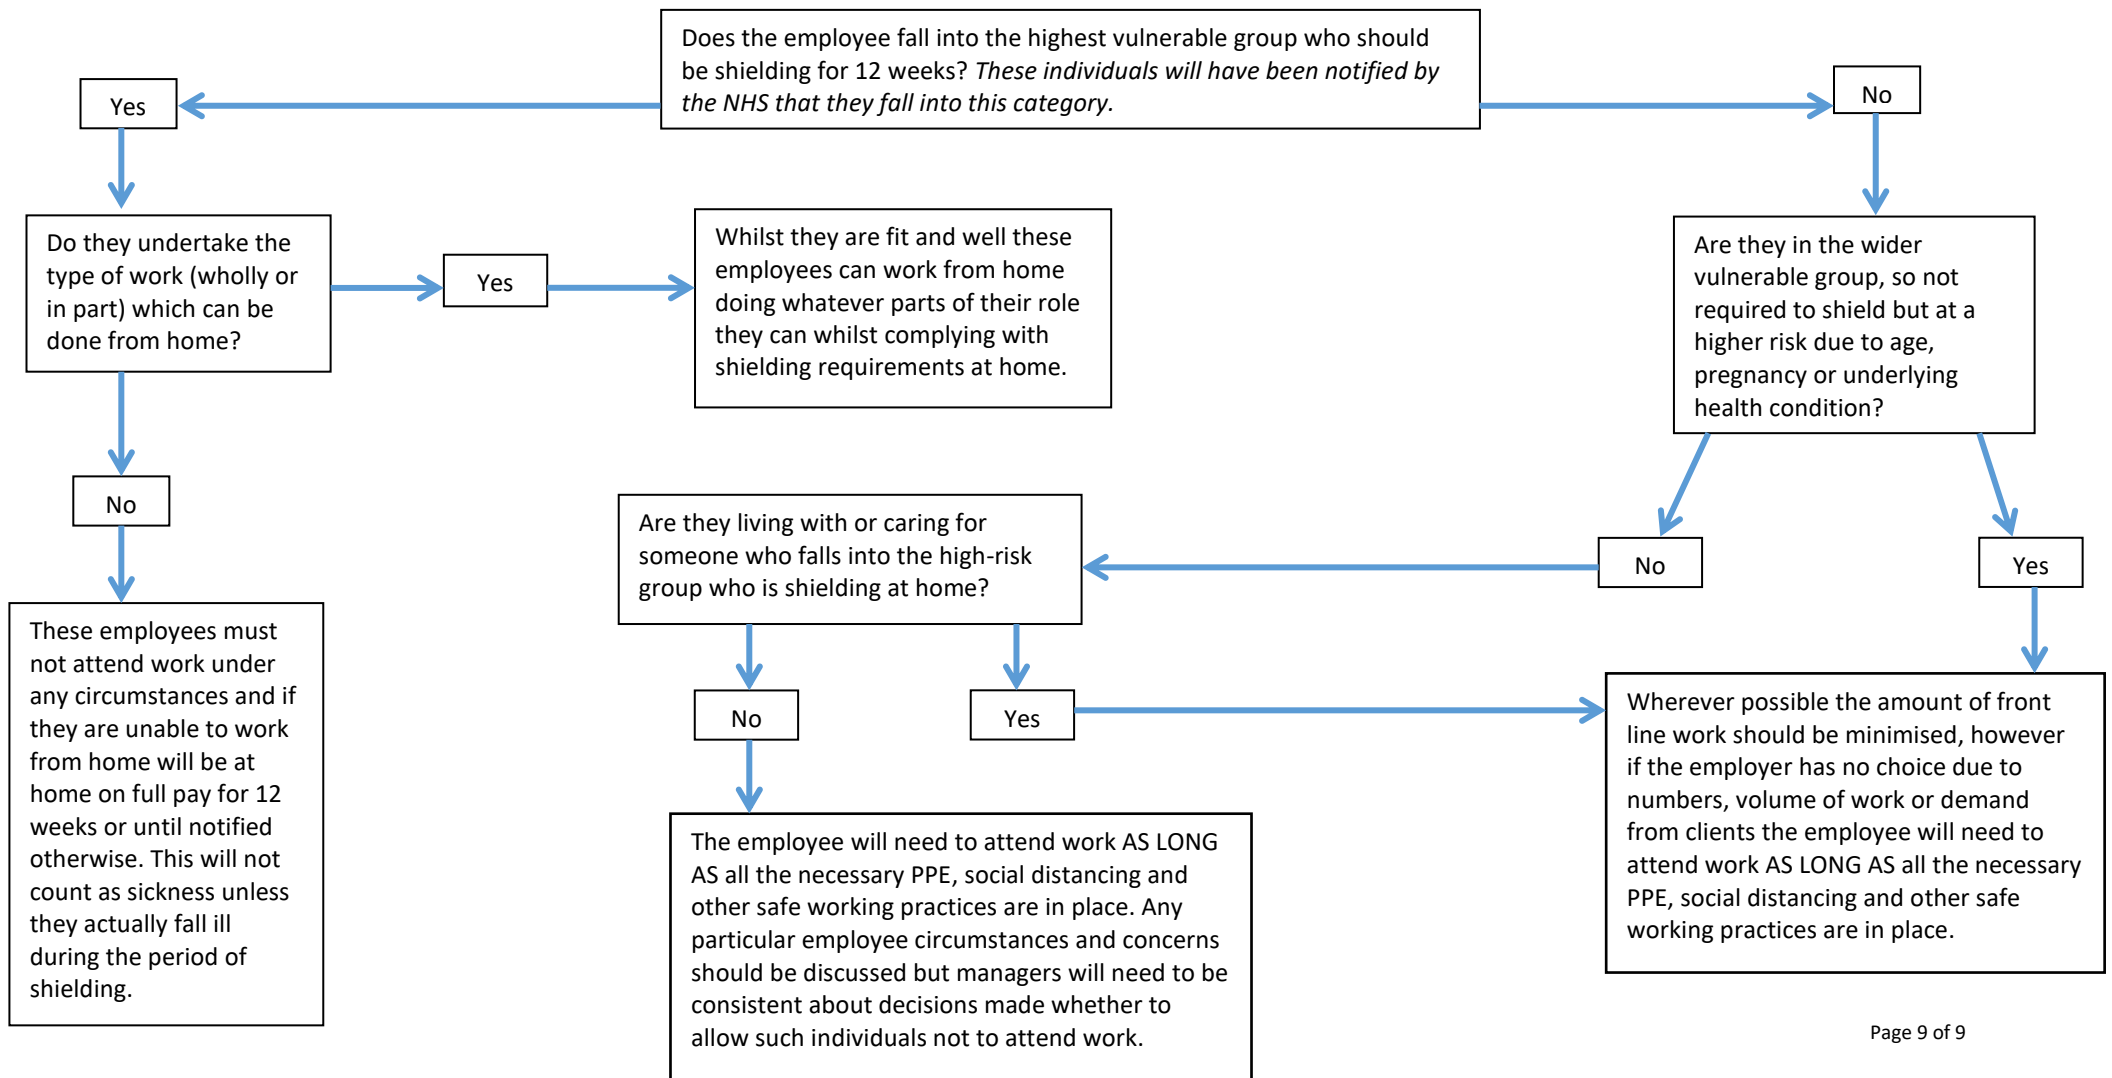 Does the employee fall into the highest vulnerable group who should
be shielding for 12 weeks? These individuals will have been notified by
the NHS that they fall into this category.
Yes
No
Do they undertake the
type of work (wholly or
in part) which can be
done from home?
Yes
Whilst they are fit and well these
employees can work from home
doing whatever parts of their role
they can whilst complying with
shielding requirements at home.
Are they in the wider
vulnerable group, so not
required to shield but at a
higher risk due to age,
pregnancy or underlying
health condition?
No
Are they living with or caring for
someone who falls into the high-risk
group who is shielding at home?
No
Yes
These employees must
not attend work under
any circumstances and if
they are unable to work
from home will be at
home on full pay for 12
weeks or until notified
otherwise. This will not
count as sickness unless
they actually fall ill
during the period of
shielding.
No
Yes
Wherever possible the amount of front
line work should be minimised, however
if the employer has no choice due to
numbers, volume of work or demand
from clients the employee will need to
attend work AS LONG AS all the necessary
PPE, social distancing and other safe
working practices are in place.
The employee will need to attend work AS LONG
AS all the necessary PPE, social distancing and
other safe working practices are in place. Any
particular employee circumstances and concerns
should be discussed but managers will need to be
consistent about decisions made whether to
allow such individuals not to attend work.
Page 9 of 9